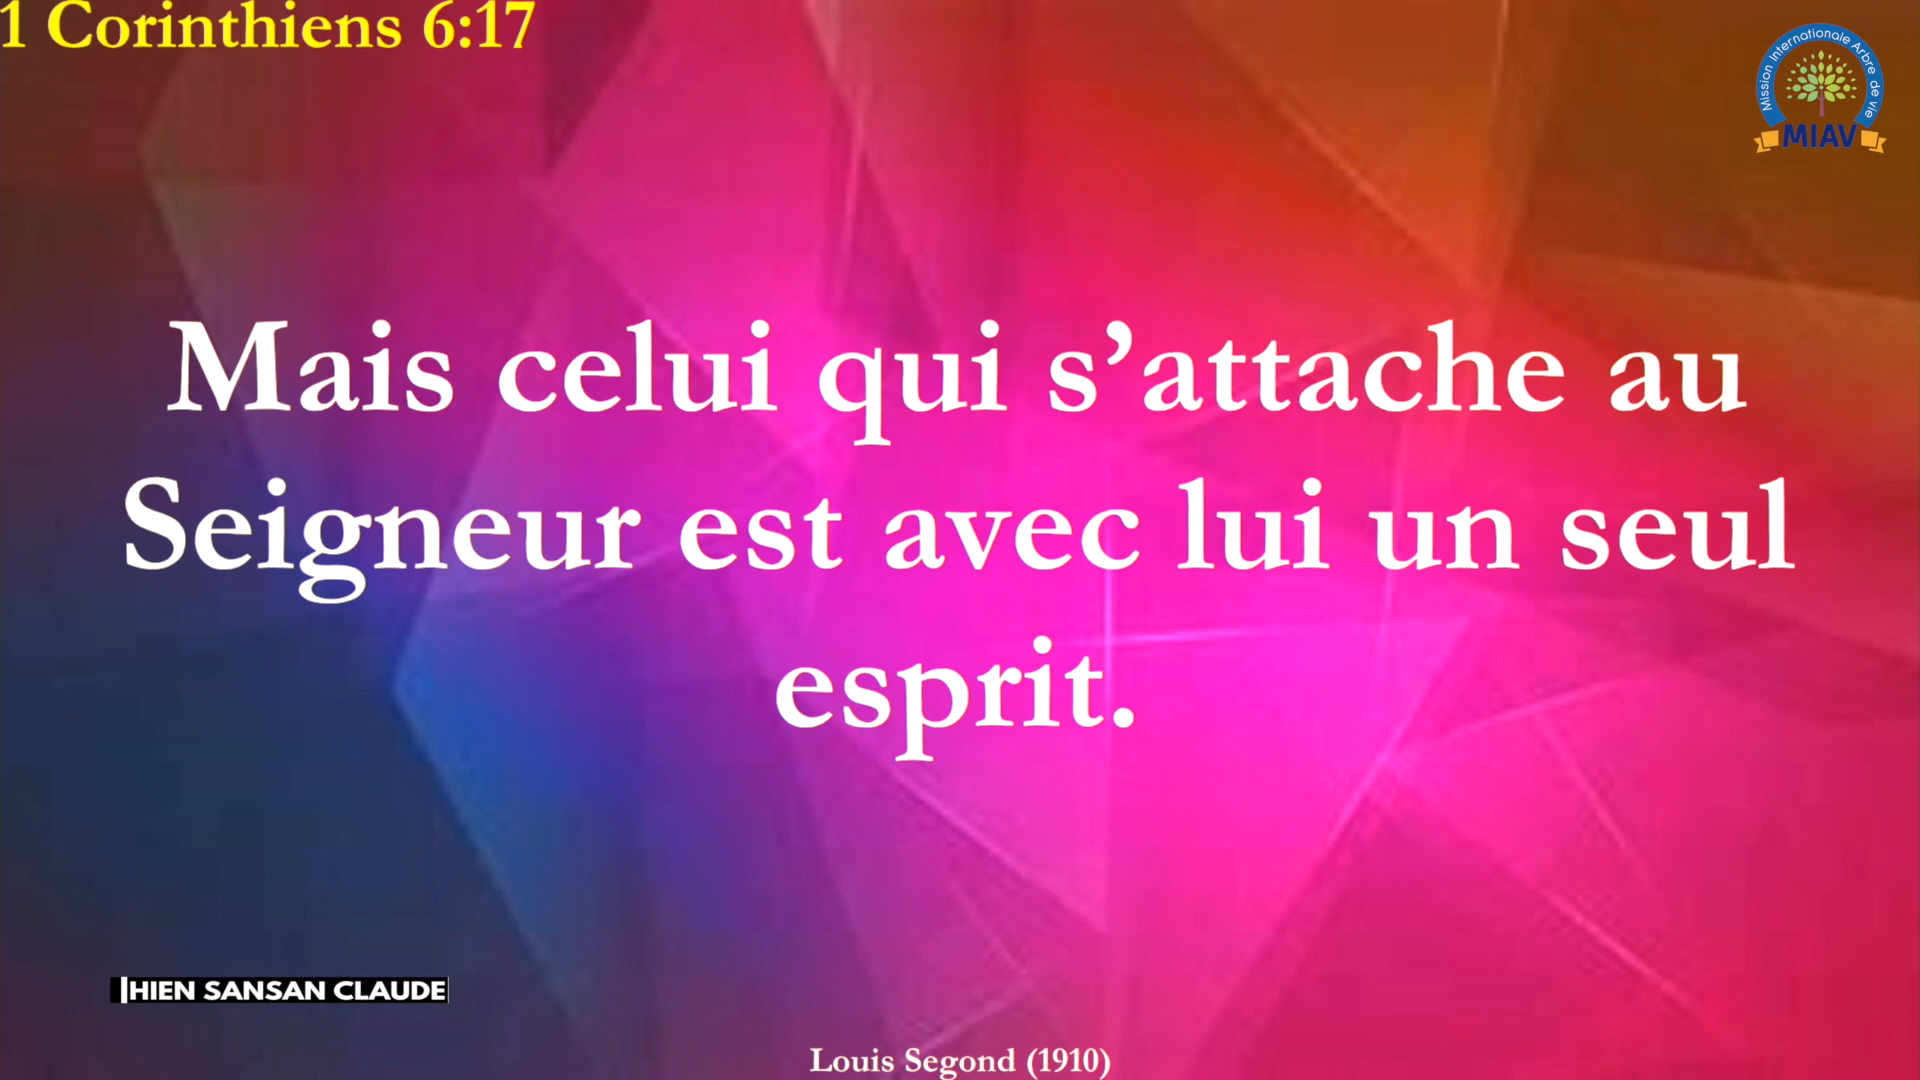 1 Corinthiens 6:17
Mission Internationale Arbre de vie
MIAV
Mais celui qui s’attache au
Seigneur est avec lui un seul
esprit.
HIEN SANSAN CLAUDE
Louis Segond (1910)